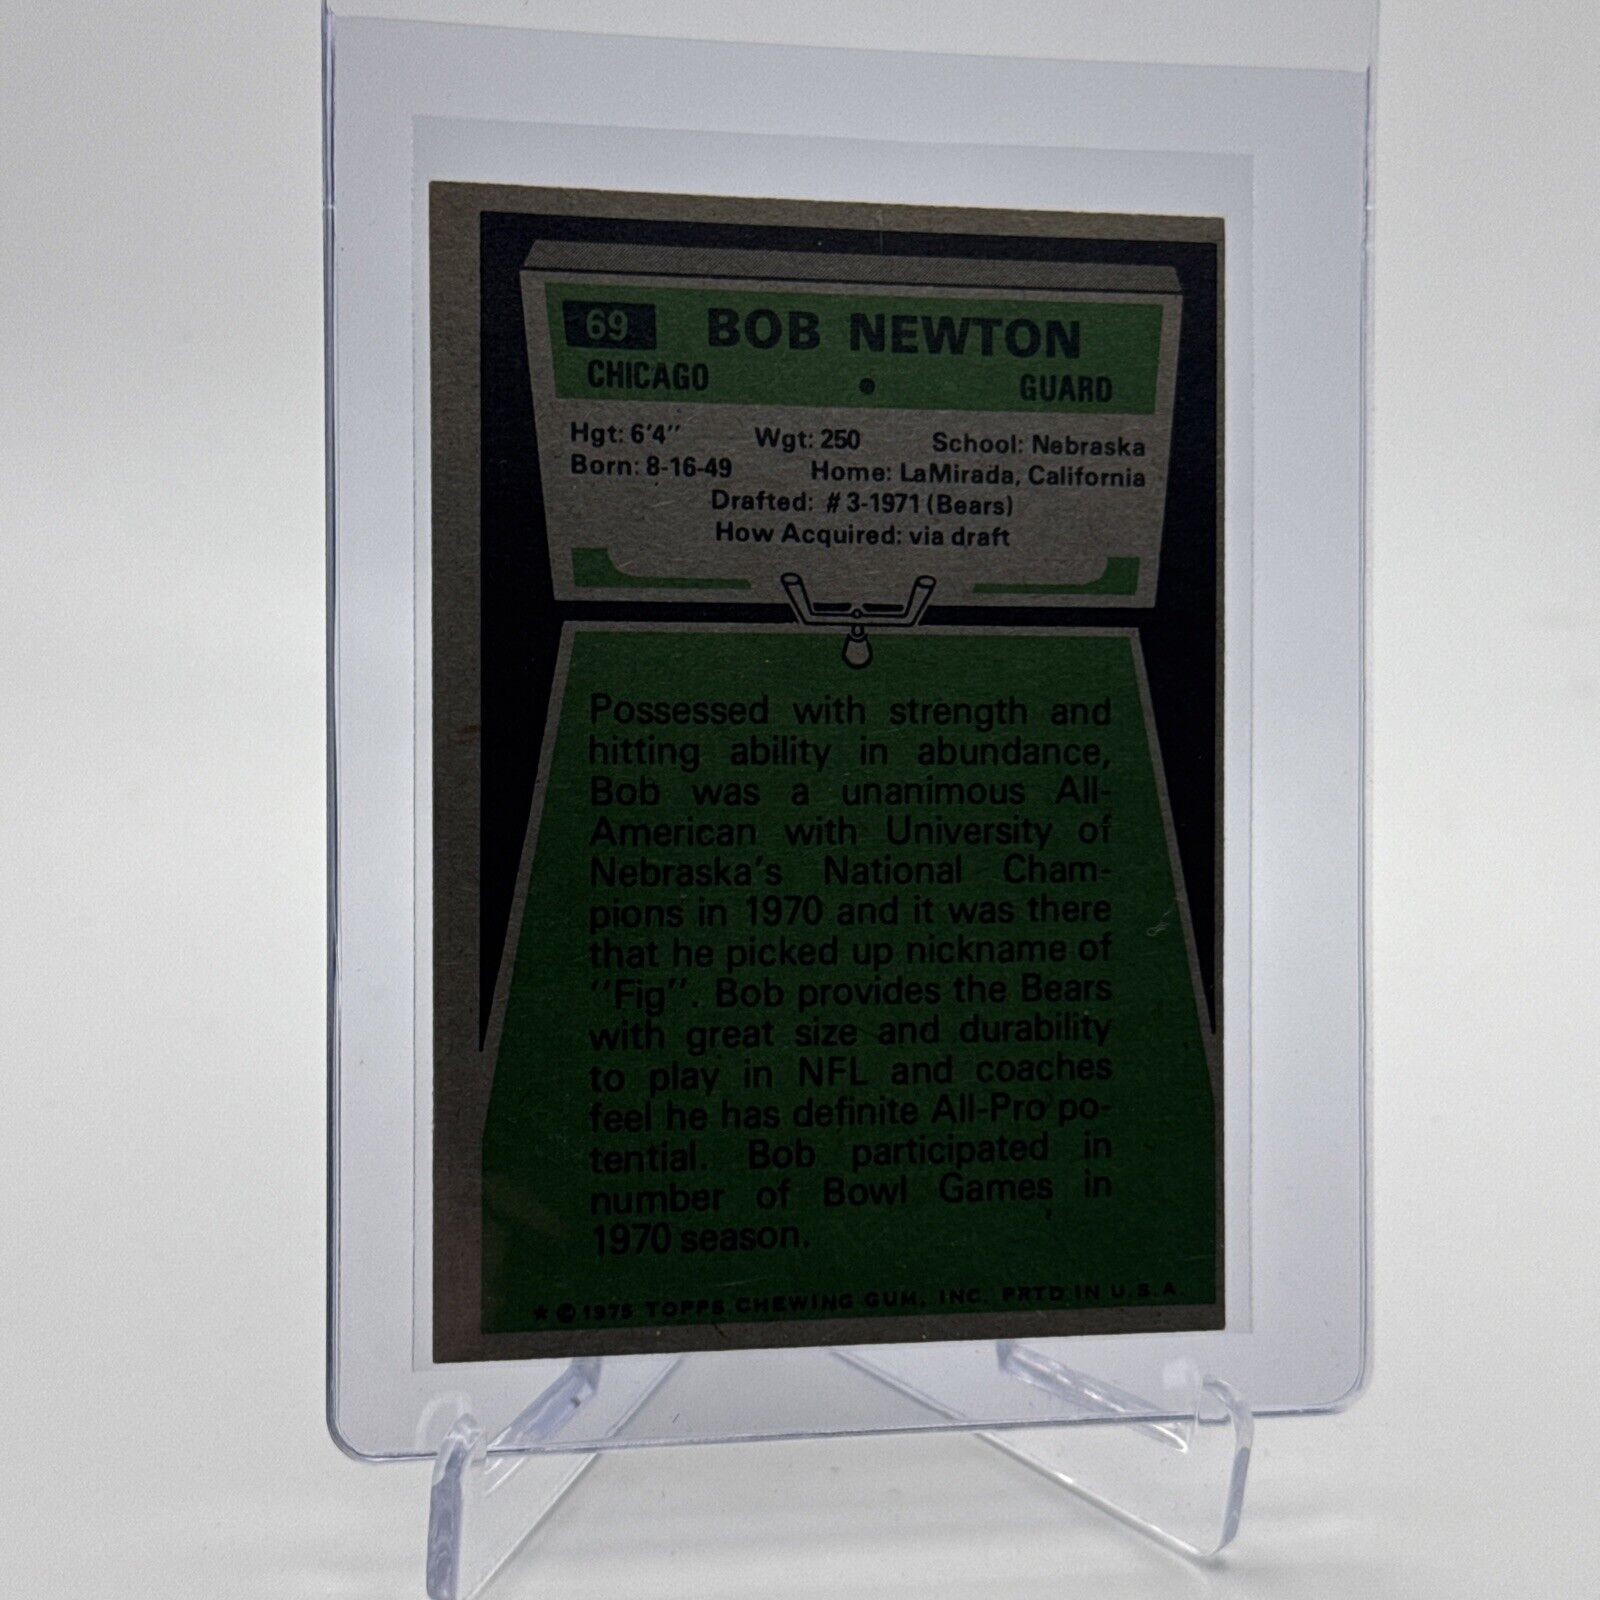 69 BOB NEWTON
CHICAGO • GUARD
Hgt: 6'4" Wgt: 250 School: Nebraska
Born: 8-16-49 Home: LaMirada, California
Drafted: #3-1971 (Bears)
How Acquired: via draft
Possessed with strength and
hitting ability in abundance,
Bob was a unanimous All-
American with University of
Nebraska's National Cham-
pions in 1970 and it was there
that he picked up nickname of
"Fig". Bob provides the Bears
with great size and durability
to play in NFL and coaches
feel he has definite All-Pro po-
tential. Bob participated in
number of Bowl Games in
1970 season.
★ © 1975 TOPPS CHEWING GUM, INC. PRTD IN U.S.A.